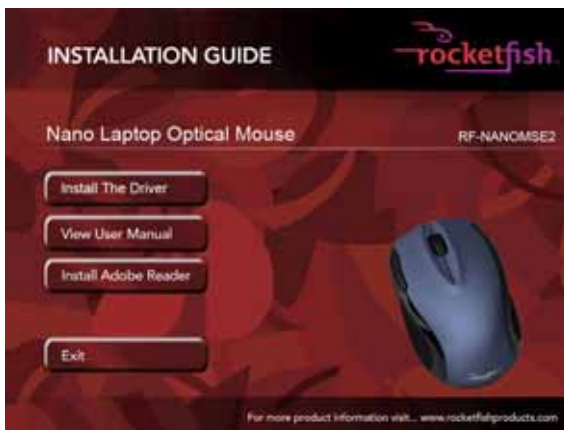 INSTALLATION GUIDE
rocketfish
Nano Laptop Optical Mouse
RF-NANOMSE2
Install The Driver
View User Manual
Install Adobe Reader
Exit
For more product information visit... www.rocketfishproducts.com